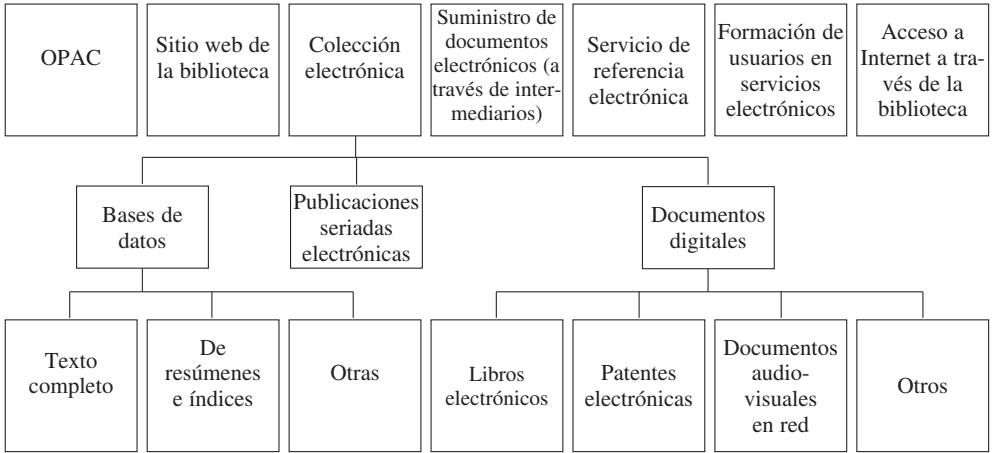 OPAC
Sitio web de
la biblioteca
Colección
electrónica
Suministro de
documentos
electrónicos (a
través de inter-
mediarios)
Servicio de
referencia
electrónica
Formación de
usuarios en
servicios
electrónicos
Acceso a
Internet a tra-
vés de la
biblioteca
Bases de
datos
Publicaciones
seriadas
electrónicas
Documentos
digitales
Texto
completo
De
resúmenes
e índices
Otras
Libros
electrónicos
Patentes
electrónicas
Documentos
audio-
visuales
en red
Otros